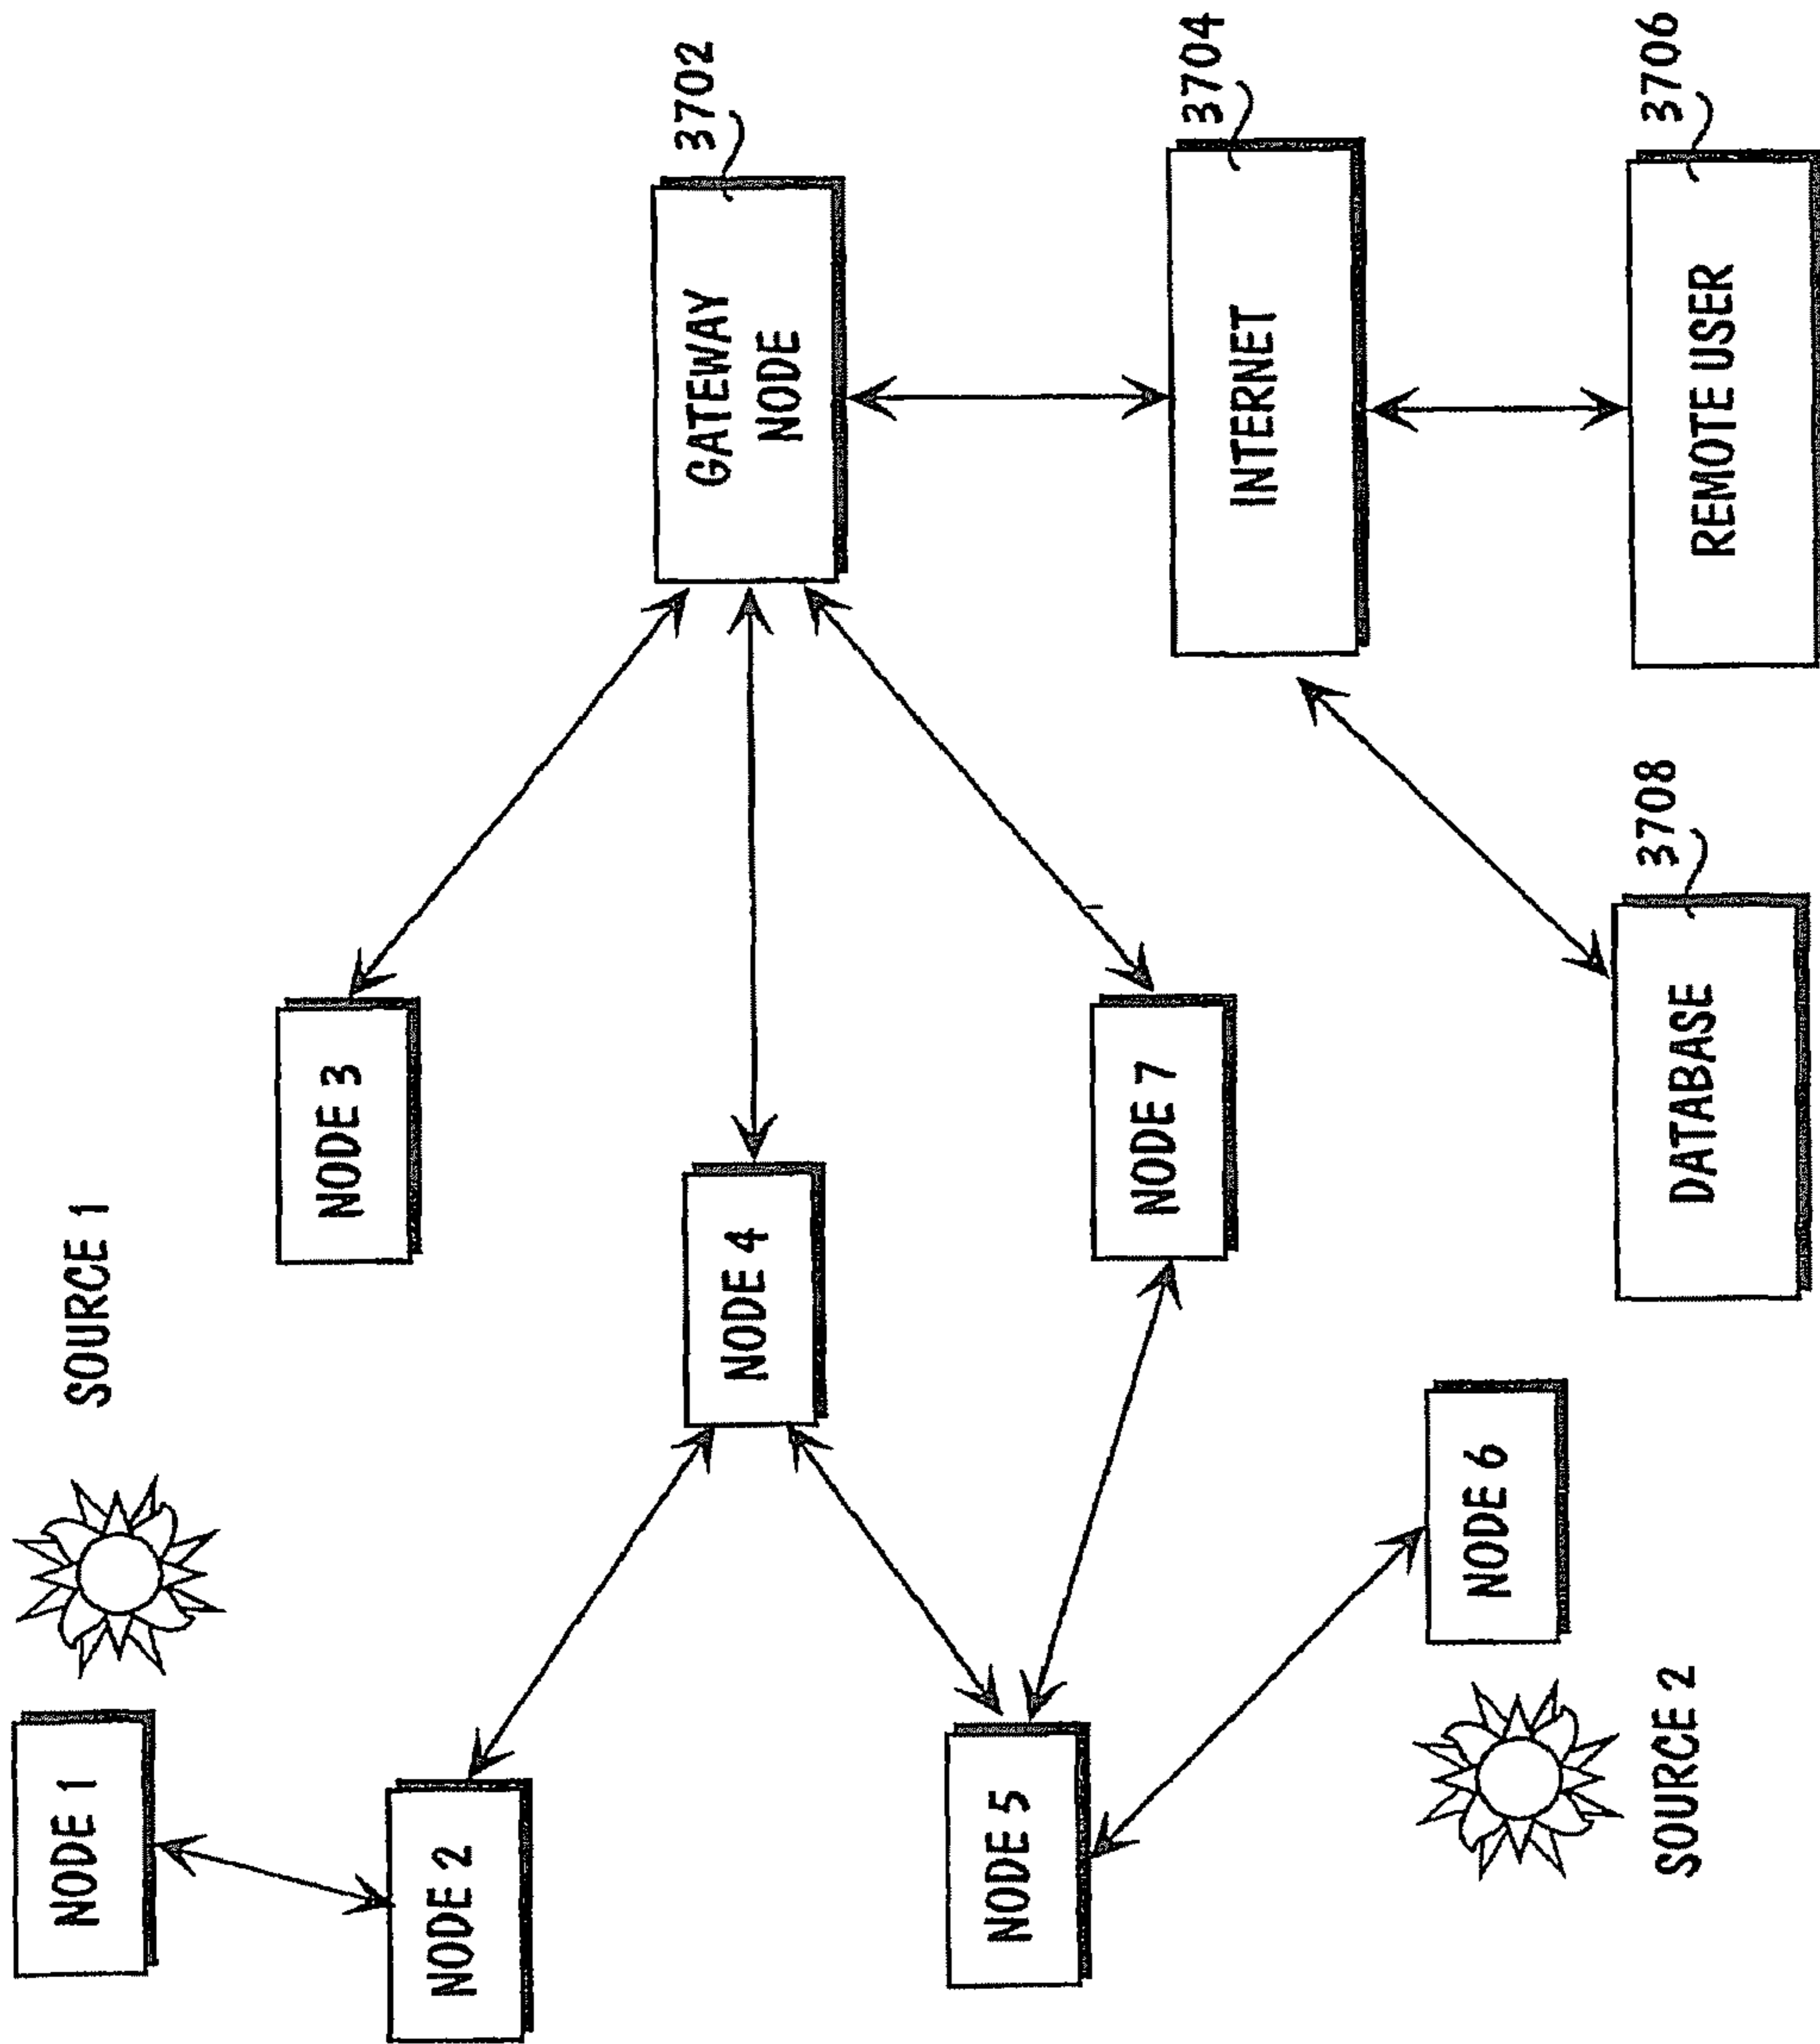 NODE 1
SOURCE 1
NODE 2
NODE 3
GATEWAY
NODE
3702
NODE 4
NODE 5
NODE 7
INTERNET
3704
NODE 6
SOURCE 2
DATABASE
3708
REMOTE USER
3706